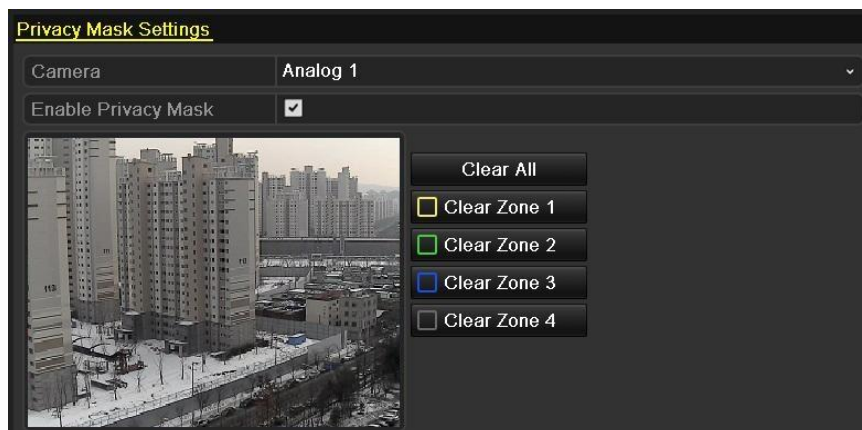 Privacy Mask Settings
Camera Analog 1
Enable Privacy Mask
Clear All
Clear Zone 1
Clear Zone 2
Clear Zone 3
Clear Zone 4